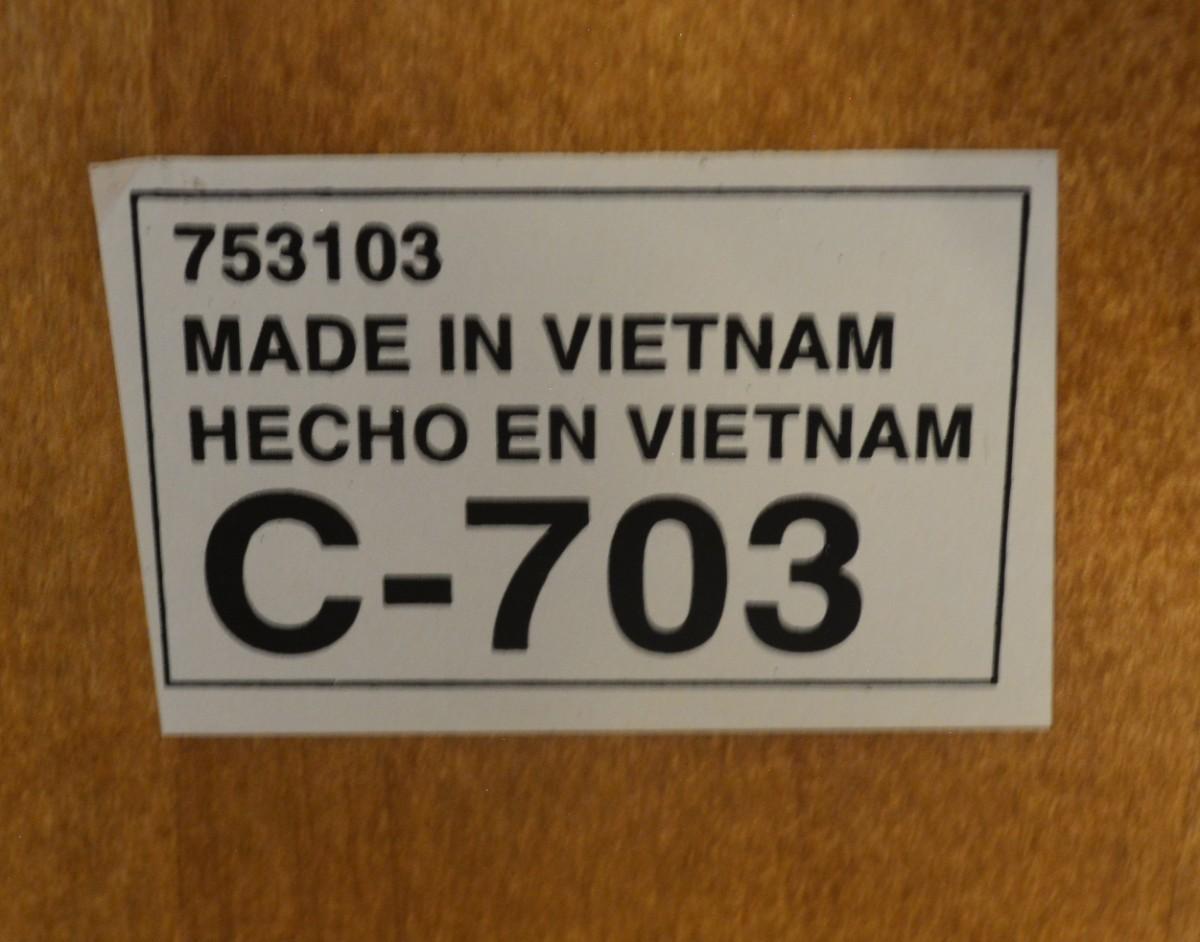 753103
MADE IN VIETNAM
HECHO EN VIETNAM
C-703